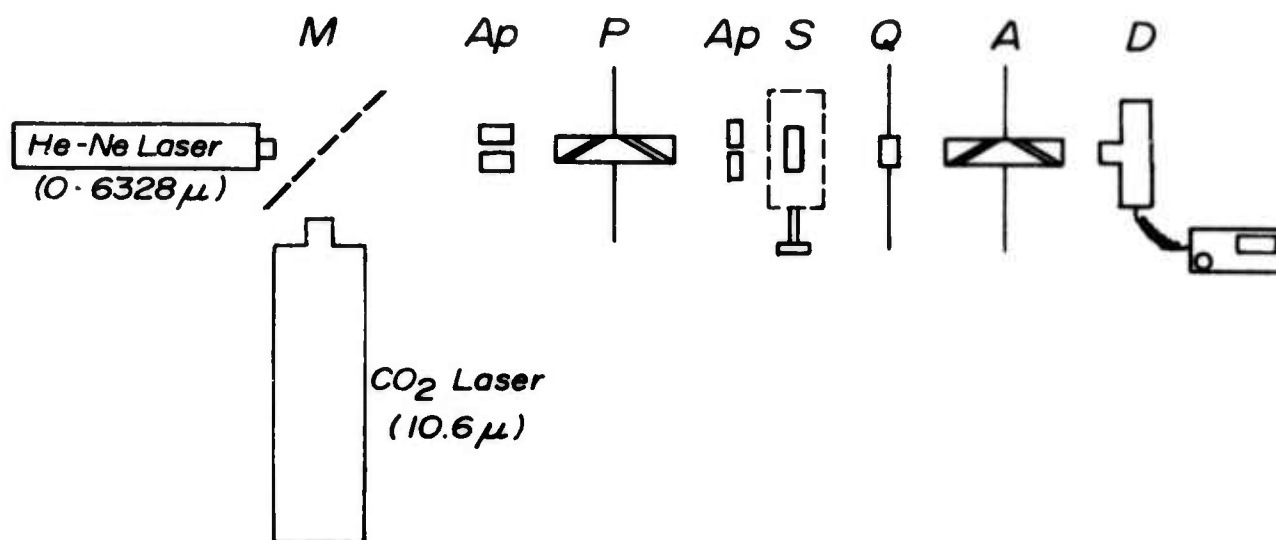 M Ap P Ap S Q A D
He-Ne Laser
(0·6328μ)
CO₂ Laser
(10.6μ)